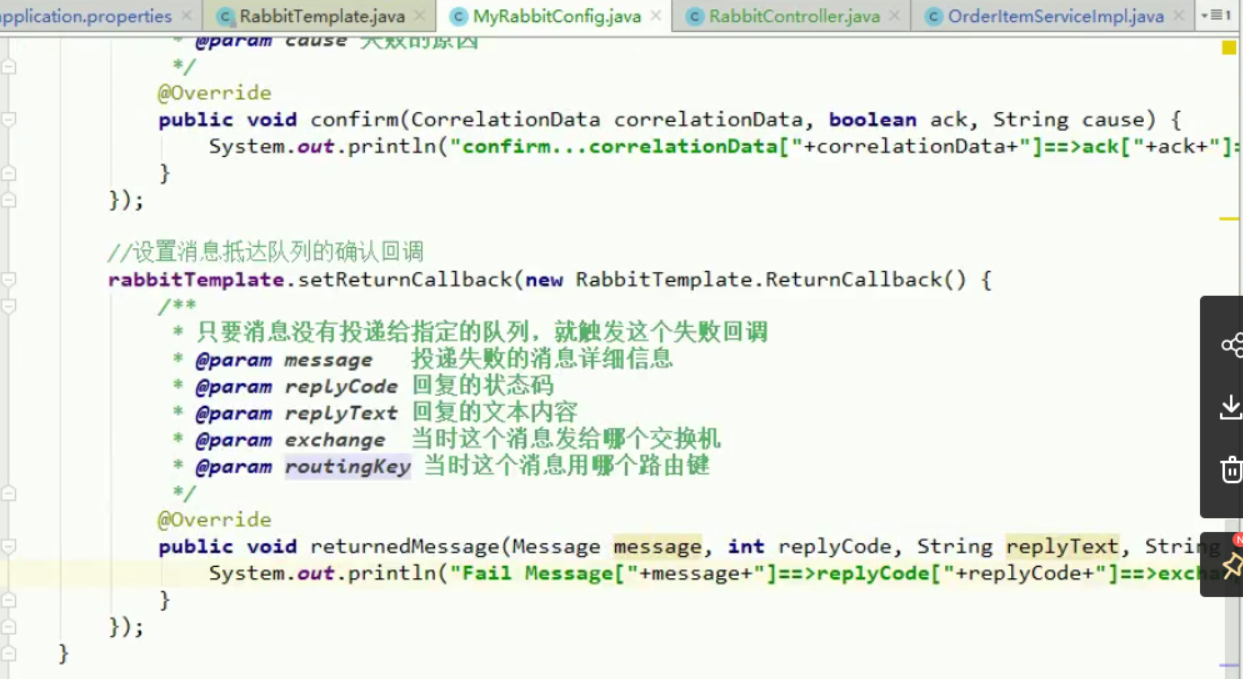 application.properties RabbitTemplate.java MyRabbitConfig.java RabbitController.java OrderItemServiceImpl.java 1
* @param cause 失败的原因
*/
@Override
public void confirm(CorrelationData correlationData, boolean ack, String cause) {
System.out.println("confirm...correlationData["+correlationData+"]==>ack["+ack+"]=
}
});
//设置消息抵达队列的确认回调
rabbitTemplate.setReturnCallback(new RabbitTemplate.ReturnCallback() {
/**
* 只要消息没有投递给指定的队列，就触发这个失败回调
* @param message 投递失败的消息详细信息
* @param replyCode 回复的状态码
* @param replyText 回复的文本内容
* @param exchange 当时这个消息发给哪个交换机
* @param routingKey 当时这个消息用哪个路由键
*/
@Override
public void returnedMessage(Message message, int replyCode, String replyText, String
System.out.println("Fail Message["+message+"]==>replyCode["+replyCode+"]==>exch
}
});
}